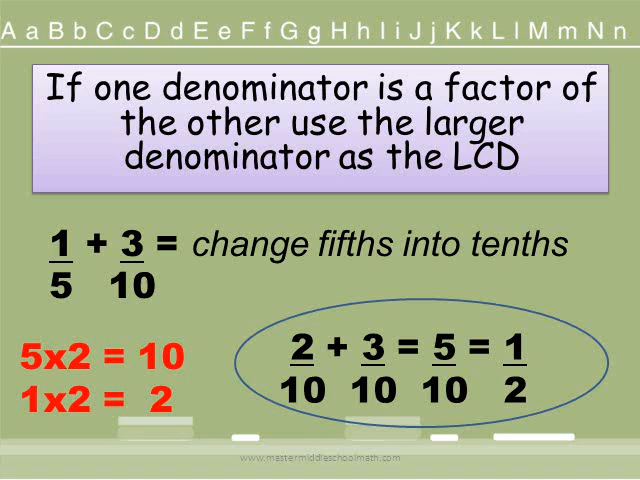 AaBbCcDdEeFfGgHhIiJjKkLlMmNn
If one denominator is a factor of
the other use the larger
denominator as the LCD
1 + 3 = change fifths into tenths
5 10
5x2 = 10
1x2 = 2
2 + 3 = 5 = 1
10 10 10 2
www.mastermiddleschoolmath.com